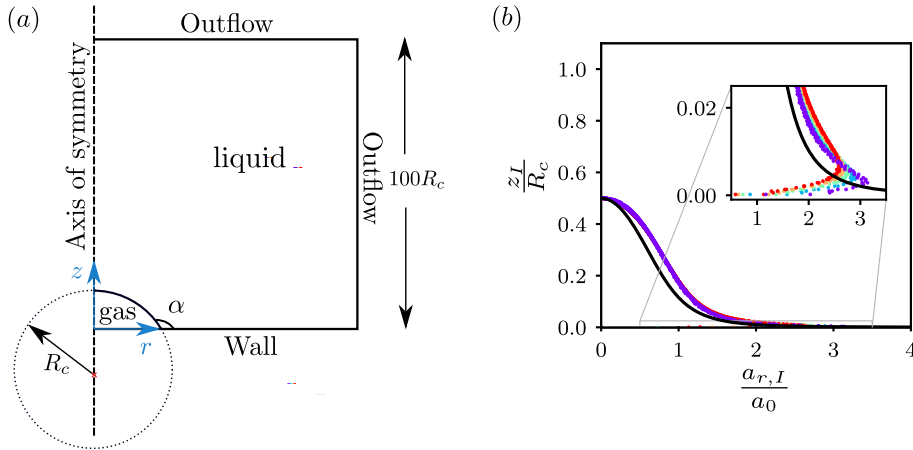 (a)
Outflow
Axis of symmetry
liquid
Outflow
100R_c
z
gas
α
r
Wall
R_c
(b)
z_I
R_c
1.0
0.8
0.6
0.4
0.2
0.0
0 1 2 3 4
a_{r,I}
a_0
0.02
0.00
1 2 3